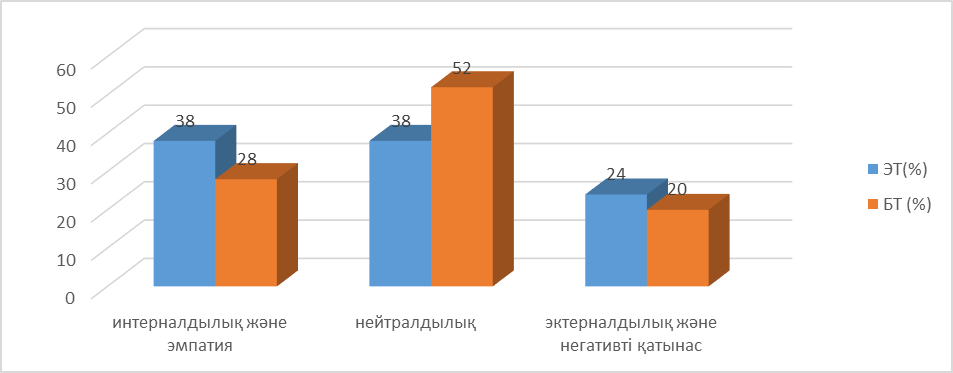 60
50
40
30
20
10
0
38
28
38
52
24
20
интерналдылық және
эмпатия
нейтралдылық
эктерналдылық және
негативті қатынас
ЭТ(%)
БТ (%)